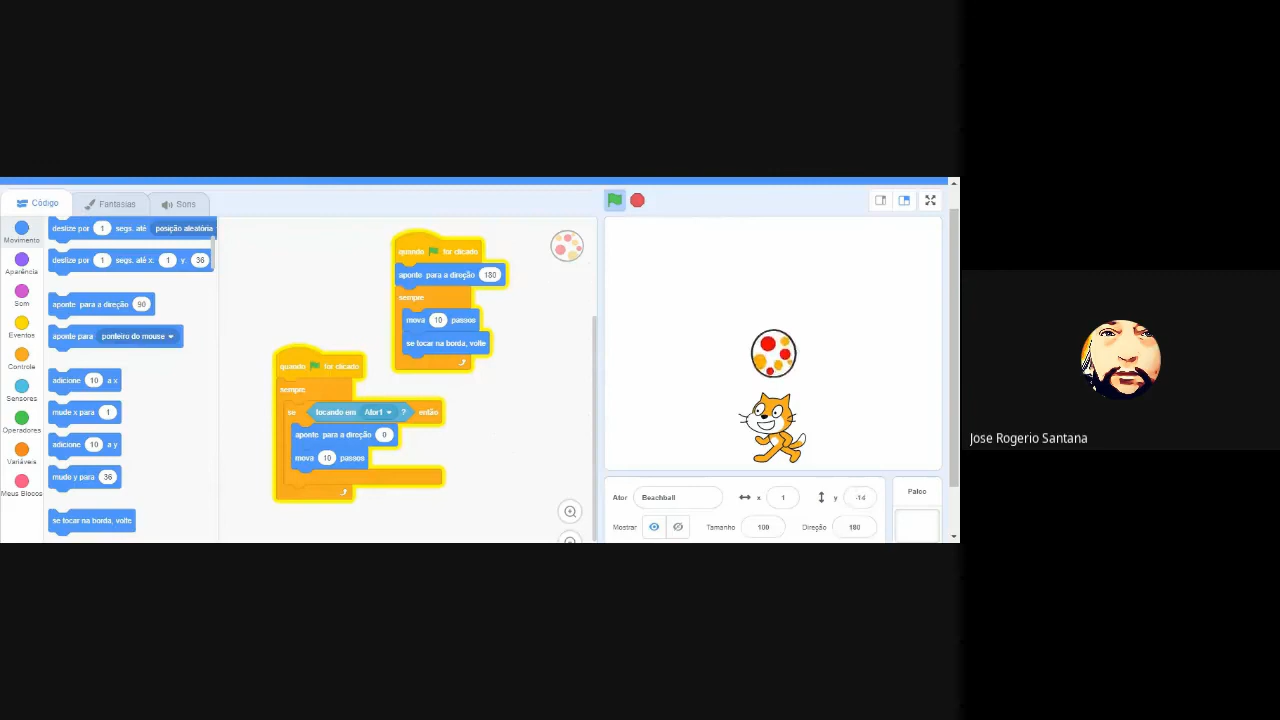 Código
Fantasias
Sons
Movimento
Aparência
Som
Eventos
Controle
Sensores
Operadores
Variáveis
Meus Blocos
deslize por 1 segs. até posição aleatória
deslize por 1 segs. até x: 1 y: 36
aponte para a direção 90
aponte para ponteiro do mouse
adicione 10 a x
mude x para 1
adicione 10 a y
mude y para 36
se tocar na borda, volte
quando for clicado
aponte para a direção 180
sempre
mova 10 passos
se tocar na borda, volte
quando for clicado
sempre
se tocando em Ator1 ? então
aponte para a direção 0
mova 10 passos
Ator Beachball x 1 y -14
Mostrar Tamanho 100 Direção 180
Palco
Jose Rogerio Santana